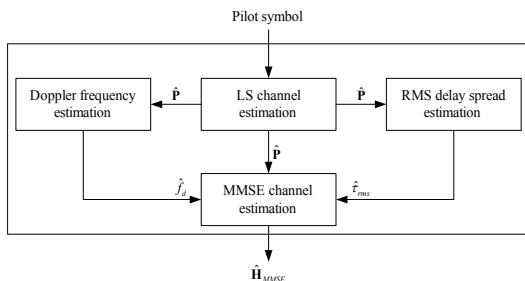 Pilot symbol
Doppler frequency
estimation
P̂
LS channel
estimation
P̂
RMS delay spread
estimation
P̂
f̂_d
MMSE channel
estimation
τ̂_rms
Ĥ_MMSE